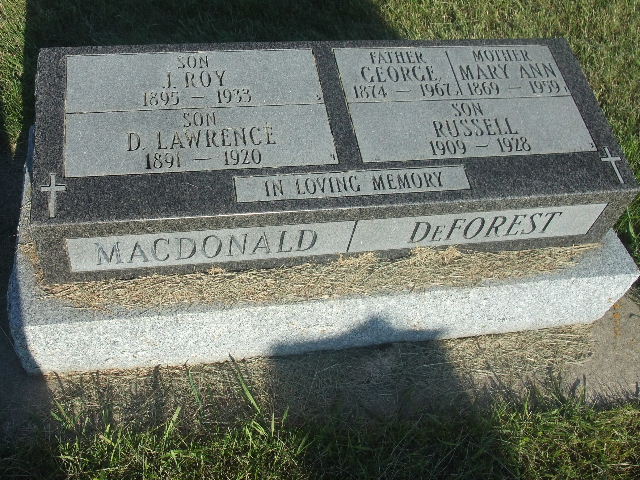 SON
J. ROY
1895 — 1933
SON
D. LAWRENCE
1891 — 1920
FATHER
GEORGE
1874 — 1967
MOTHER
MARY ANN
1869 — 1959
SON
RUSSELL
1909 — 1928
IN LOVING MEMORY
MACDONALD
DeFOREST